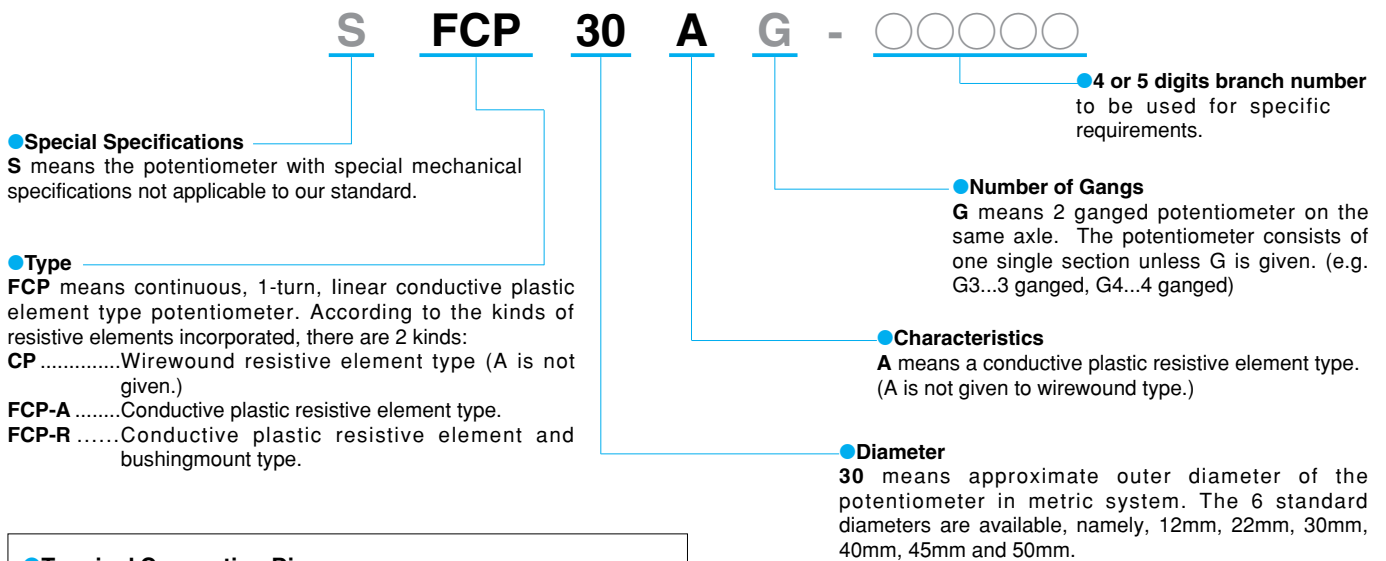 S FCP 30 A G - ○○○○○
●4 or 5 digits branch number
to be used for specific
requirements.
●Special Specifications
S means the potentiometer with special mechanical
specifications not applicable to our standard.
●Number of Gangs
G means 2 ganged potentiometer on the
same axle. The potentiometer consists of
one single section unless G is given. (e.g.
G3...3 ganged, G4...4 ganged)
●Type
FCP means continuous, 1-turn, linear conductive plastic
element type potentiometer. According to the kinds of
resistive elements incorporated, there are 2 kinds:
CP ..............Wirewound resistive element type (A is not
given.)
FCP-A ........Conductive plastic resistive element type.
FCP-R ......Conductive plastic resistive element and
bushingmount type.
●Characteristics
A means a conductive plastic resistive element type.
(A is not given to wirewound type.)
●Diameter
30 means approximate outer diameter of the
potentiometer in metric system. The 6 standard
diameters are available, namely, 12mm, 22mm, 30mm,
40mm, 45mm and 50mm.